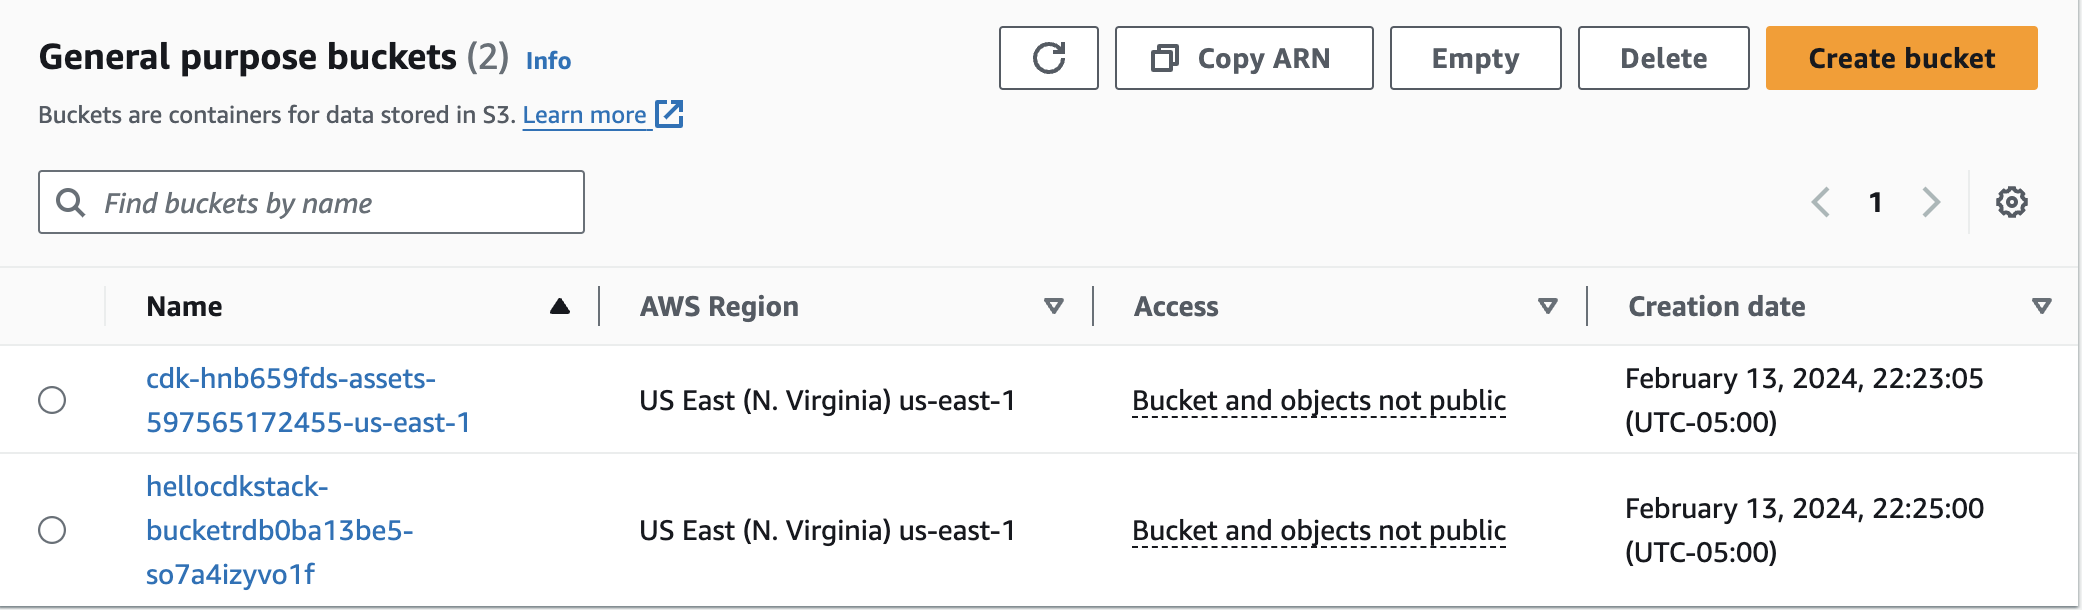 General purpose buckets (2) Info
Copy ARN
Empty
Delete
Create bucket
Buckets are containers for data stored in S3. Learn more
Find buckets by name
1
Name
AWS Region
Access
Creation date
cdk-hnb659fds-assets-
597565172455-us-east-1
US East (N. Virginia) us-east-1
Bucket and objects not public
February 13, 2024, 22:23:05
(UTC-05:00)
hellocdkstack-
bucketrdb0ba13be5-
so7a4izyvo1f
US East (N. Virginia) us-east-1
Bucket and objects not public
February 13, 2024, 22:25:00
(UTC-05:00)